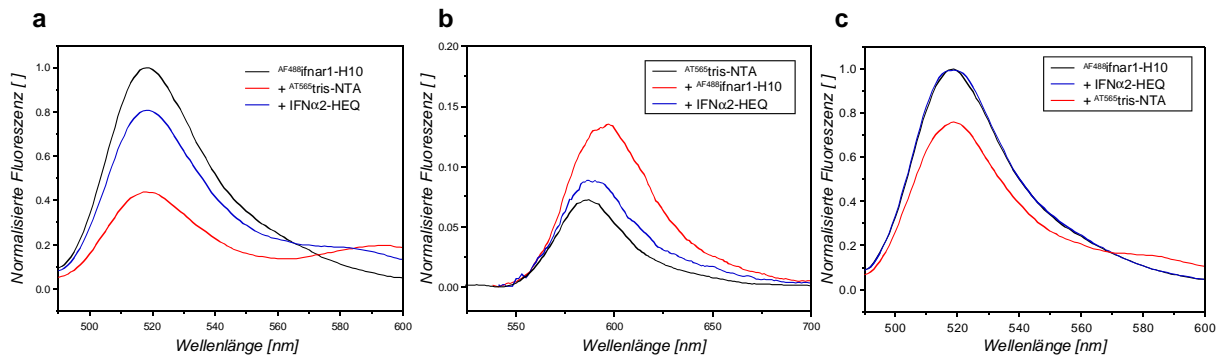 a
Normalisierte Fluoreszenz [ ]
1.0
0.8
0.6
0.4
0.2
0.0
AF488ifnar1-H10
+ AT565tris-NTA
+ IFNα2-HEQ
500 520 540 560 580 600
Wellenlänge [nm]
b
Normalisierte Fluoreszenz [ ]
0.20
0.15
0.10
0.05
0.00
AT565tris-NTA
+ AF488ifnar1-H10
+ IFNα2-HEQ
550 600 650 700
Wellenlänge [nm]
c
Normalisierte Fluoreszenz [ ]
1.0
0.8
0.6
0.4
0.2
0.0
AF488ifnar1-H10
+ IFNα2-HEQ
+ AT565tris-NTA
500 520 540 560 580 600
Wellenlänge [nm]